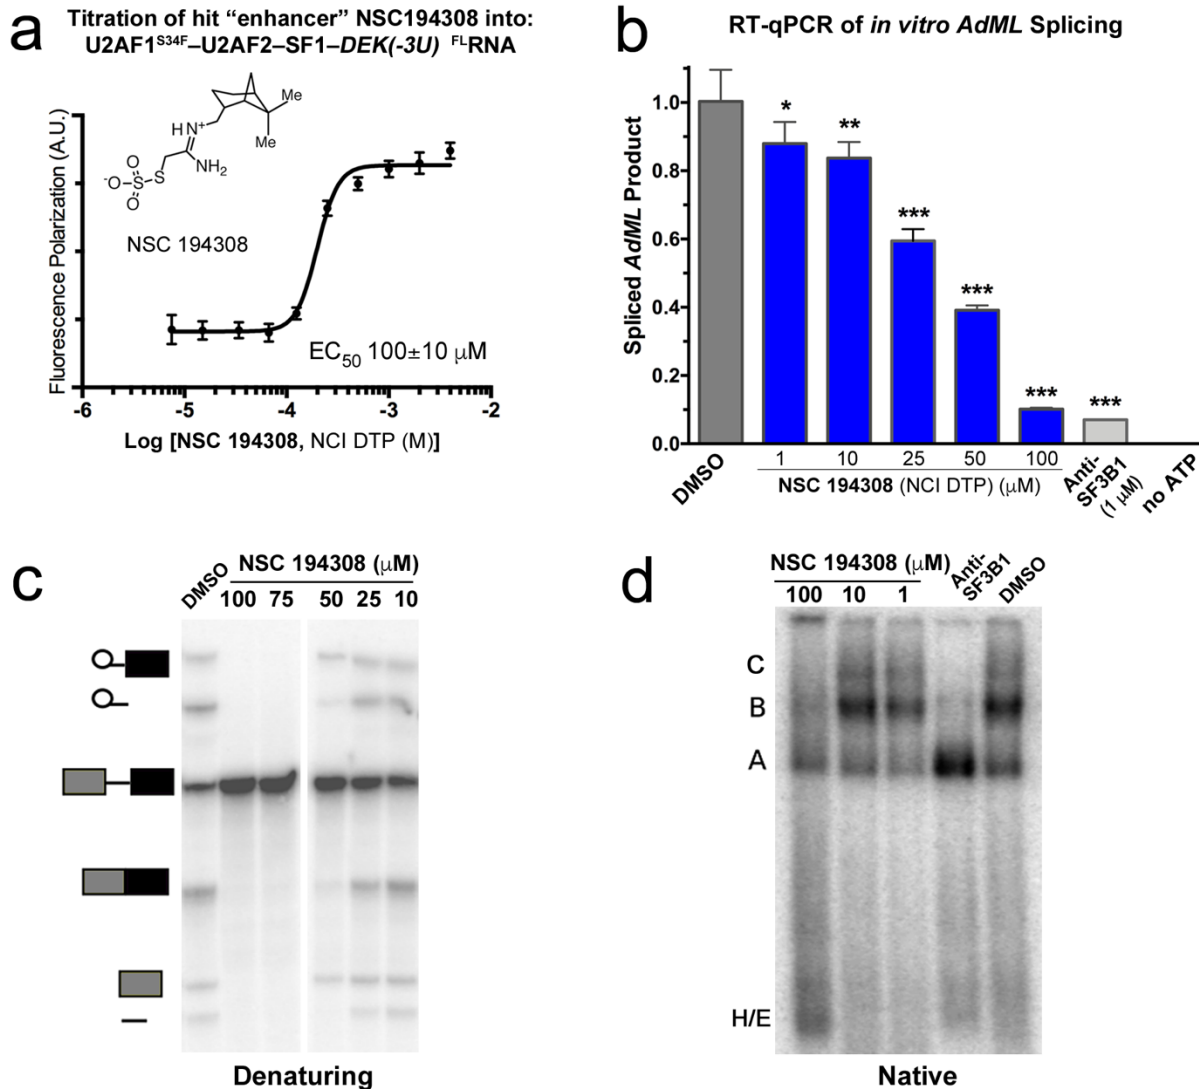 a
Titration of hit “enhancer” NSC194308 into:
U2AF1S34F–U2AF2–SF1–DEK(-3U) FLRNA
Fluorescence Polarization (A.U.)
Me
Me
HN+
NH2
O
-O S S
O
NSC 194308
EC50 100±10 μM
-6 -5 -4 -3 -2
Log [NSC 194308, NCI DTP (M)]
b
RT-qPCR of in vitro AdML Splicing
Spliced AdML Product
1.0
0.8
0.6
0.4
0.2
0.0
* ** *** *** *** ***
DMSO
1 10 25 50 100
NSC 194308 (NCI DTP) (μM)
Anti-
SF3B1
(1 μM)
no ATP
c
NSC 194308 (μM)
DMSO
100 75 50 25 10
Denaturing
d
NSC 194308 (μM)
100 10 1
Anti-
SF3B1
DMSO
C
B
A
H/E
Native